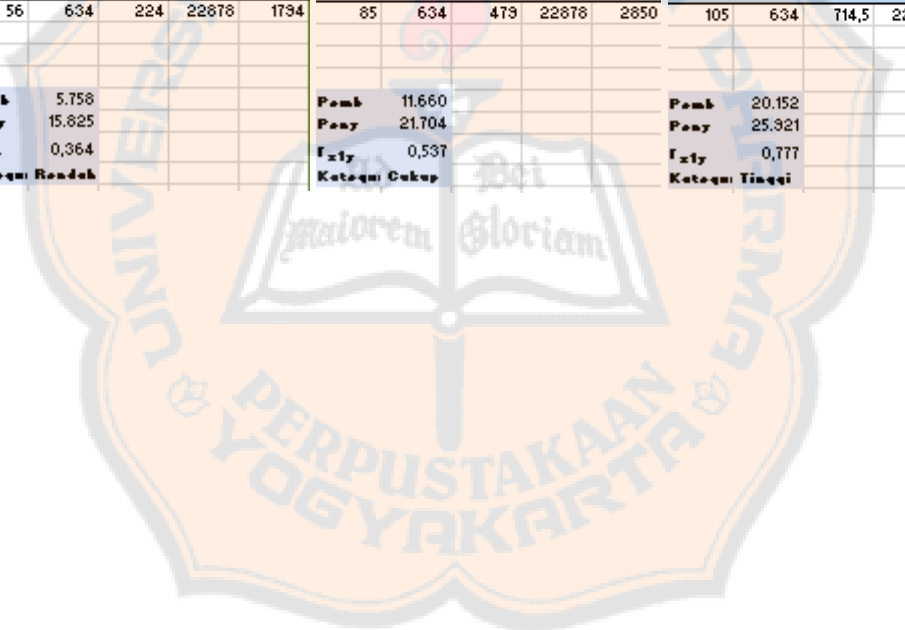 56 634 224 22878 1794 85 634 479 22878 2850 105 634 714,5
5.758 Pemb 11.660 Pemb 20.152
15.825 Peny 21.704 Peny 25.921
0,364 rx1y 0,537 rx1y 0,777
Rendah Cukup Tinggi
Ad Dei
Maiorem Gloriam
PERPUSTAKAAN
YOGYAKARTA